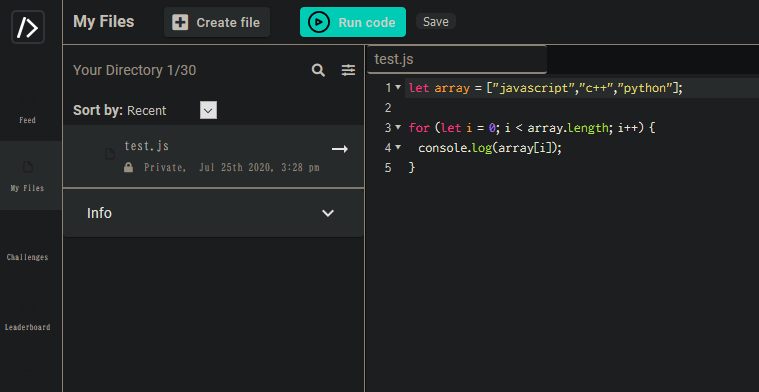 />
My Files
Create file
Run code
Save
Feed
My Files
Challenges
Leaderboard
Your Directory 1/30
Sort by: Recent
test.js
Private, Jul 25th 2020, 3:28 pm
Info
test.js
1 let array = ["javascript","c++","python"];
2
3 for (let i = 0; i < array.length; i++) {
4 console.log(array[i]);
5 }